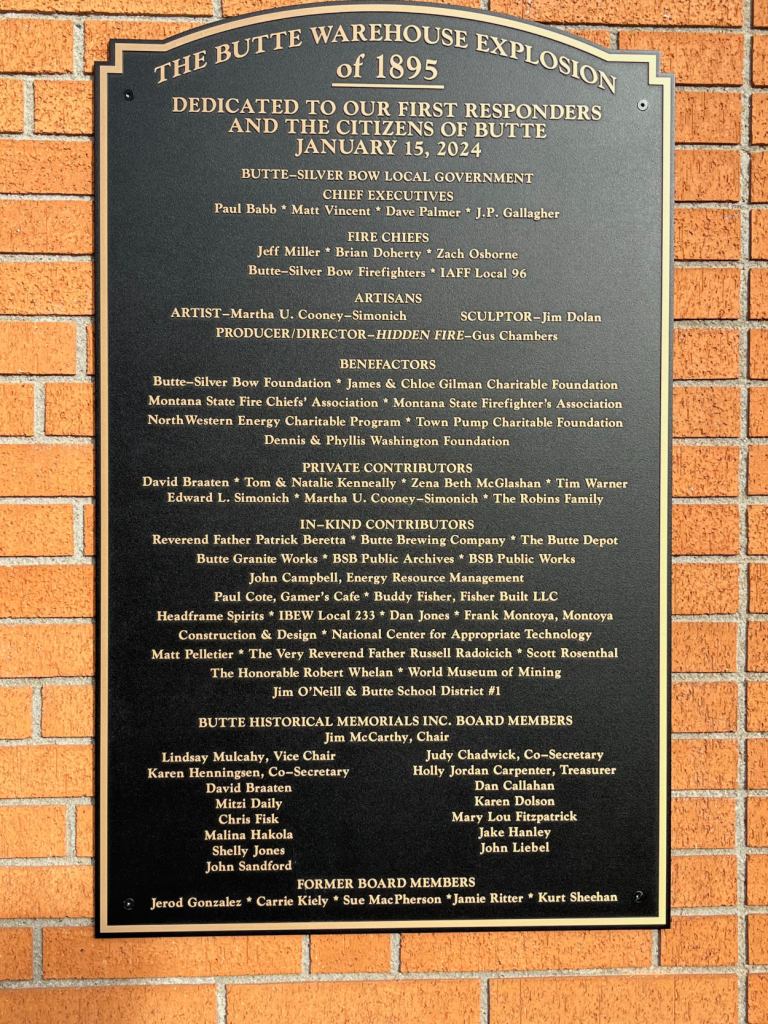 THE BUTTE WAREHOUSE EXPLOSION
of 1895
DEDICATED TO OUR FIRST RESPONDERS
AND THE CITIZENS OF BUTTE
JANUARY 15, 2024
BUTTE–SILVER BOW LOCAL GOVERNMENT
CHIEF EXECUTIVES
Paul Babb * Matt Vincent * Dave Palmer * J.P. Gallagher
FIRE CHIEFS
Jeff Miller * Brian Doherty * Zach Osborne
Butte–Silver Bow Firefighters * IAFF Local 96
ARTISANS
ARTIST–Martha U. Cooney–Simonich SCULPTOR–Jim Dolan
PRODUCER/DIRECTOR–HIDDEN FIRE–Gus Chambers
BENEFACTORS
Butte–Silver Bow Foundation * James & Chloe Gilman Charitable Foundation
Montana State Fire Chiefs' Association * Montana State Firefighter's Association
NorthWestern Energy Charitable Program * Town Pump Charitable Foundation
Dennis & Phyllis Washington Foundation
PRIVATE CONTRIBUTORS
David Braaten * Tom & Natalie Kenneally * Zena Beth McGlashan * Tim Warner
Edward L. Simonich * Martha U. Cooney–Simonich * The Robins Family
IN–KIND CONTRIBUTORS
Reverend Father Patrick Beretta * Butte Brewing Company * The Butte Depot
Butte Granite Works * BSB Public Archives * BSB Public Works
John Campbell, Energy Resource Management
Paul Cote, Gamer's Cafe * Buddy Fisher, Fisher Built LLC
Headframe Spirits * IBEW Local 233 * Dan Jones * Frank Montoya, Montoya
Construction & Design * National Center for Appropriate Technology
Matt Pelletier * The Very Reverend Father Russell Radoicich * Scott Rosenthal
The Honorable Robert Whelan * World Museum of Mining
Jim O'Neill & Butte School District #1
BUTTE HISTORICAL MEMORIALS INC. BOARD MEMBERS
Jim McCarthy, Chair
Lindsay Mulcahy, Vice Chair
Karen Henningsen, Co–Secretary
David Braaten
Mitzi Daily
Chris Fisk
Malina Hakola
Shelly Jones
John Sandford
Judy Chadwick, Co–Secretary
Holly Jordan Carpenter, Treasurer
Dan Callahan
Karen Dolson
Mary Lou Fitzpatrick
Jake Hanley
John Liebel
FORMER BOARD MEMBERS
Jerod Gonzalez * Carrie Kiely * Sue MacPherson *Jamie Ritter * Kurt Sheehan